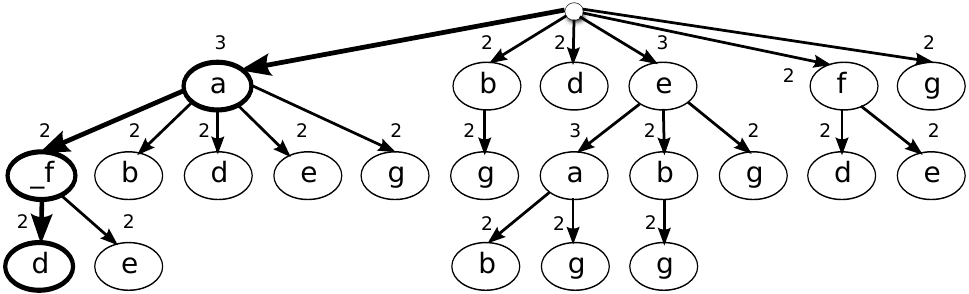 3 2 2 3 2 2
a b d e f g
2 2 2 2 2 2 3 2 2 2 2
_f b d e g g a b g d e
2 2 2 2 2
d e b g g